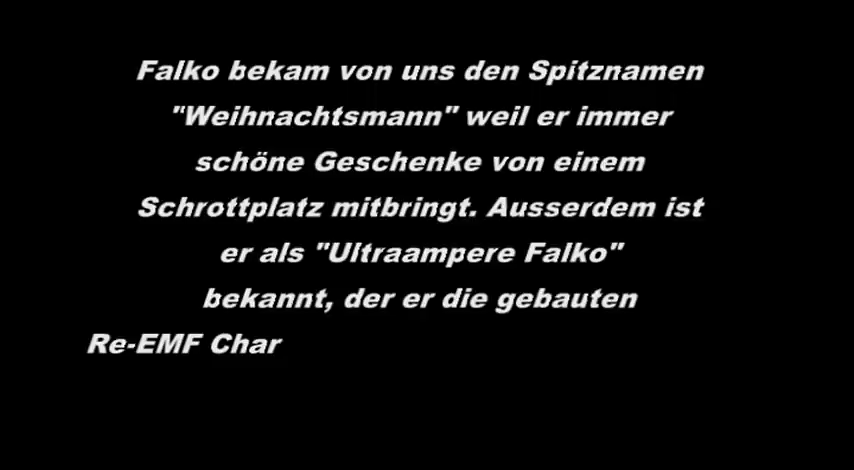 Falko bekam von uns den Spitznamen
"Weihnachtsmann" weil er immer
schöne Geschenke von einem
Schrottplatz mitbringt. Ausserdem ist
er als "Ultraampere Falko"
bekannt, der er die gebauten
Re-EMF Char